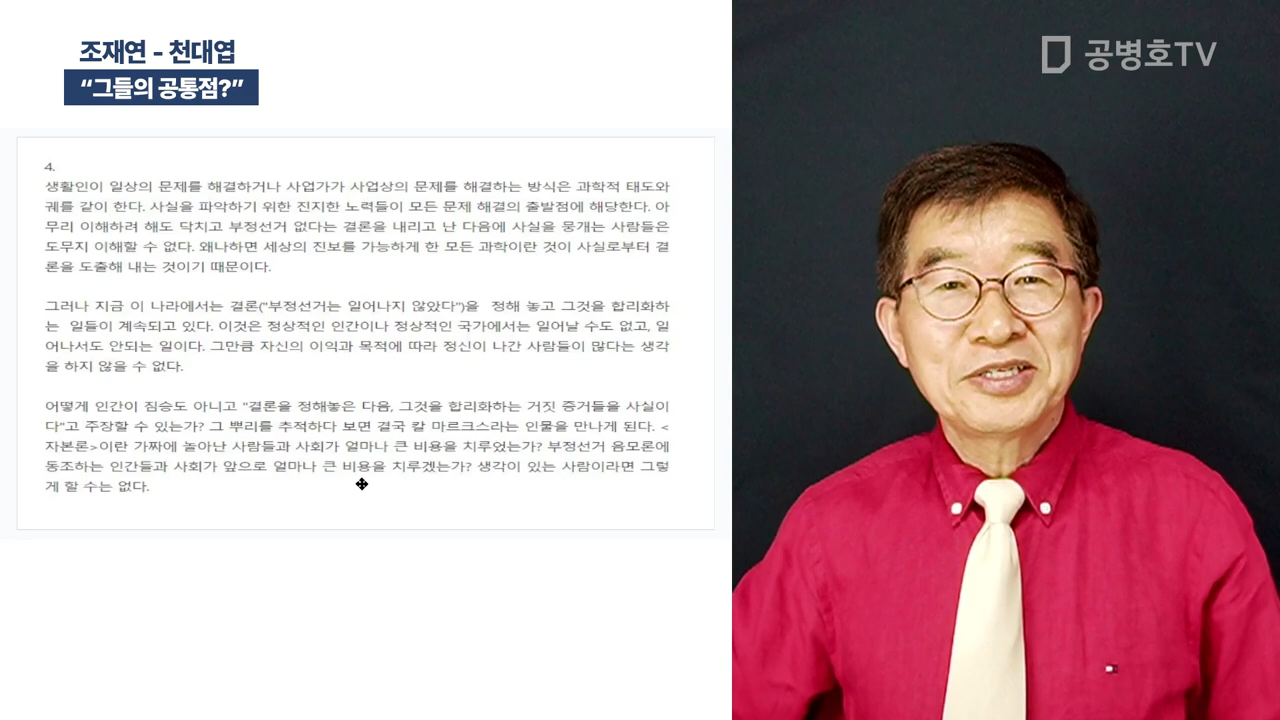 조재연 - 천대엽
“그들의 공통점?”
공병호TV
4.
생활인이 일상의 문제를 해결하거나 사업가가 사업상의 문제를 해결하는 방식은 과학적 태도와
궤를 같이 한다. 사실을 파악하기 위한 진지한 노력들이 모든 문제 해결의 출발점에 해당한다. 아
무리 이해하려 해도 닥치고 부정선거 없다는 결론을 내리고 난 다음에 사실을 뭉개는 사람들은
도무지 이해할 수 없다. 왜냐하면 세상의 진보를 가능하게 한 모든 과학이란 것이 사실로부터 결
론을 도출해 내는 것이기 때문이다.
그러나 지금 이 나라에서는 결론("부정선거는 일어나지 않았다")을 정해 놓고 그것을 합리화하
는 일들이 계속되고 있다. 이것은 정상적인 인간이나 정상적인 국가에서는 일어날 수도 없고, 일
어나서도 안되는 일이다. 그만큼 자신의 이익과 목적에 따라 정신이 나간 사람들이 많다는 생각
을 하지 않을 수 없다.
어떻게 인간이 짐승도 아니고 "결론을 정해놓은 다음, 그것을 합리화하는 거짓 증거들을 사실이
다"고 주장할 수 있는가? 그 뿌리를 추적하다 보면 결국 칼 마르크스라는 인물을 만나게 된다. <
자본론>이란 가짜에 놀아난 사람들과 사회가 얼마나 큰 비용을 치루었는가? 부정선거 음모론에
동조하는 인간들과 사회가 앞으로 얼마나 큰 비용을 치루겠는가? 생각이 있는 사람이라면 그렇
게 할 수는 없다.